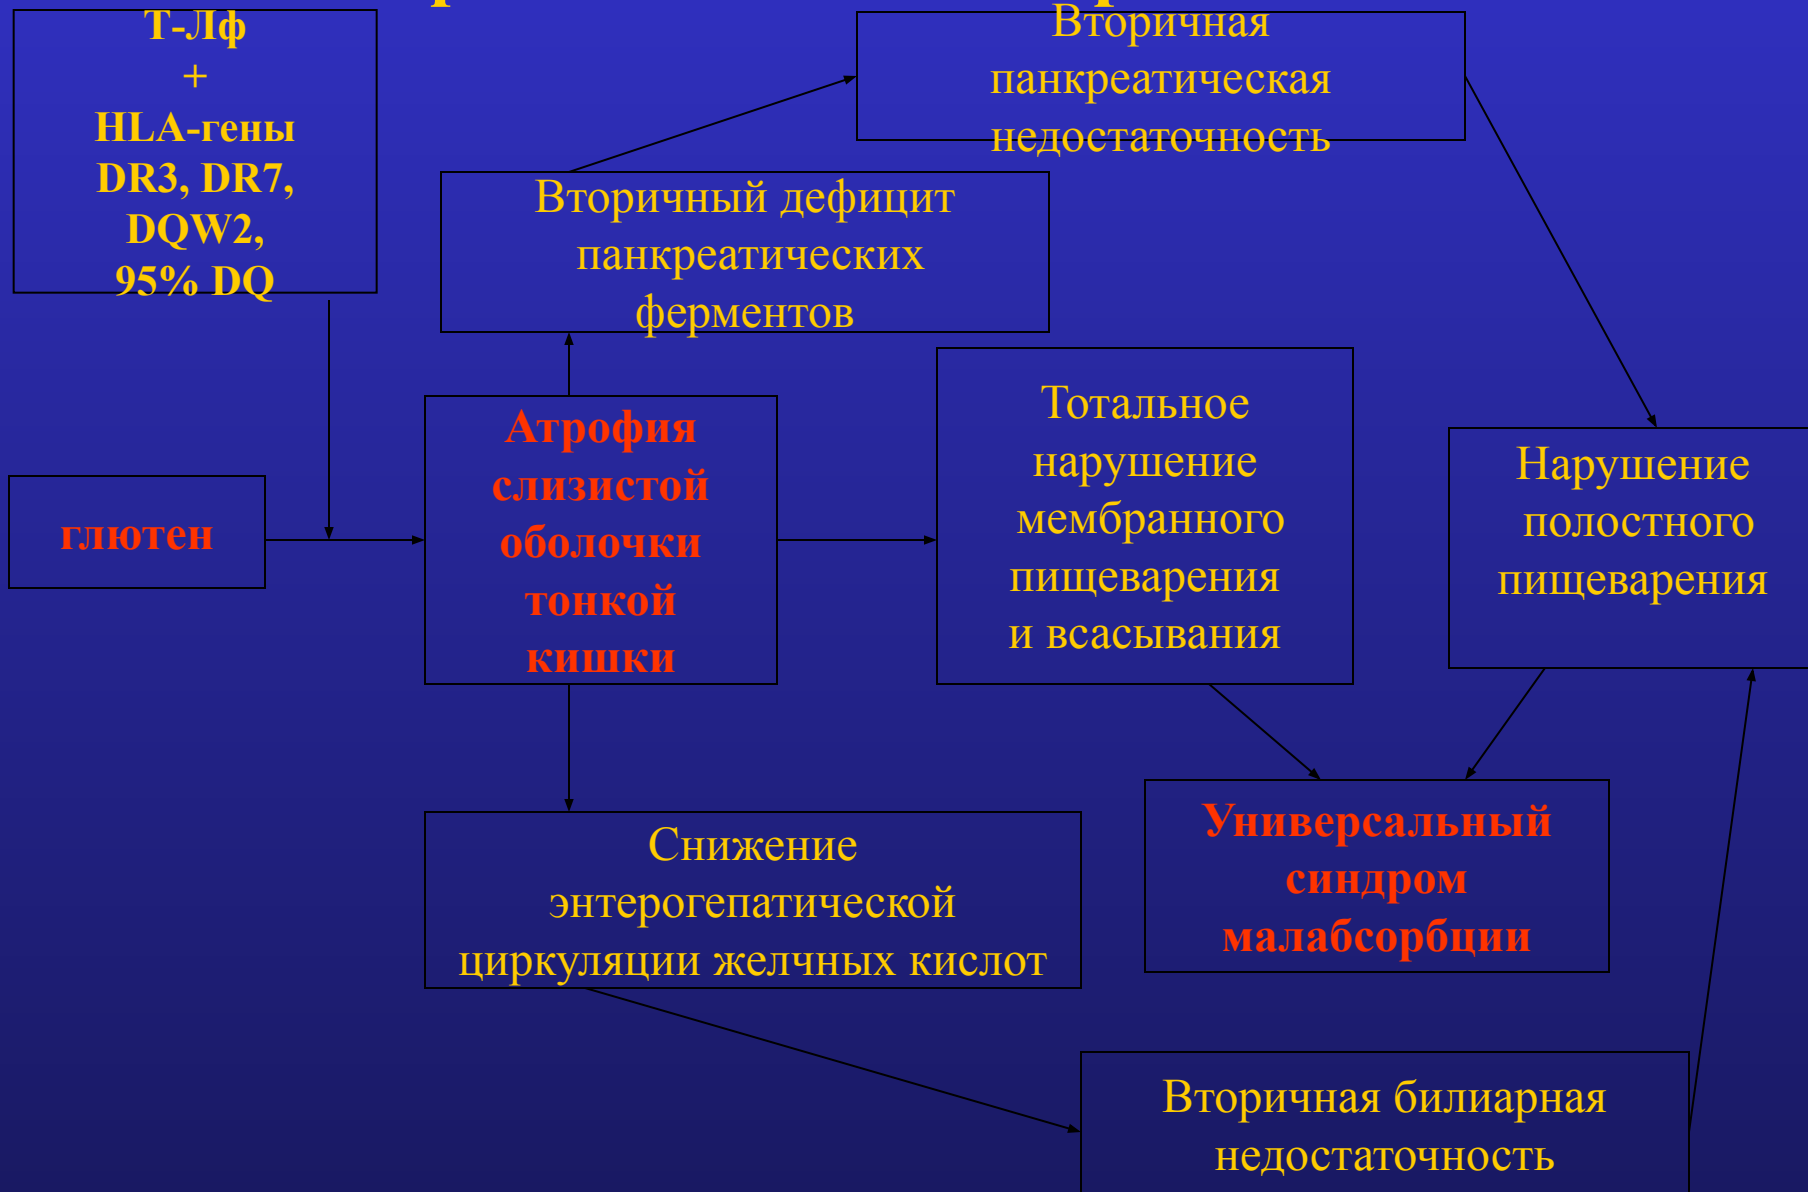 Т-Лф
+
HLA-гены
DR3, DR7,
DQW2,
95% DQ
Вторичная
панкреатическая
недостаточность
Вторичный дефицит
панкреатических
ферментов
Тотальное
нарушение
мембранного
пищеварения
и всасывания
Нарушение
полостного
пищеварения
глютен
Атрофия
слизистой
оболочки
тонкой
кишки
Снижение
энтерогепатической
циркуляции желчных кислот
Универсальный
синдром
малабсорбции
Вторичная билиарная
недостаточность